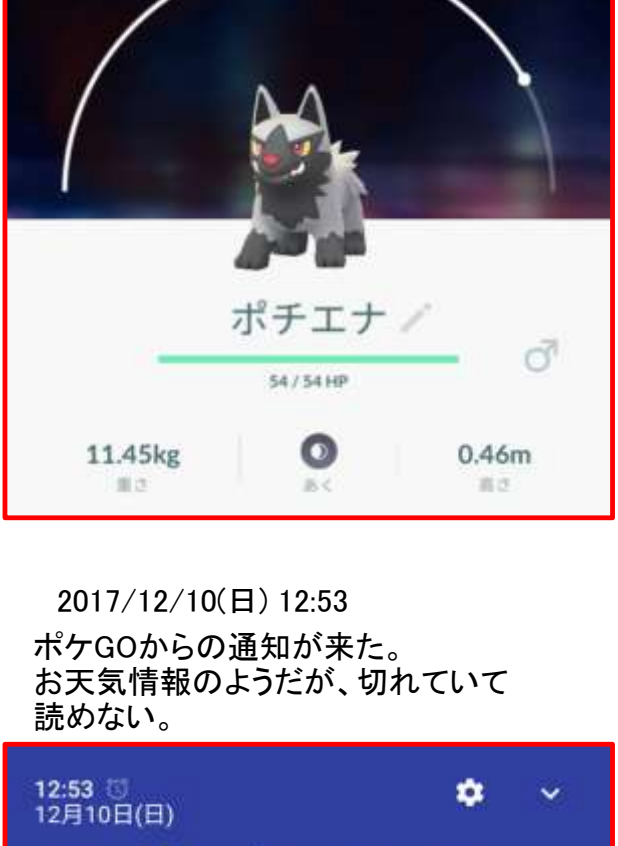 ポチエナ
54 / 54 HP
11.45kg
あく
0.46m
重さ
高さ
2017/12/10(日) 12:53
ポケGOからの通知が来た。
お天気情報のようだが、切れていて
読めない。
12:53
12月10日(日)